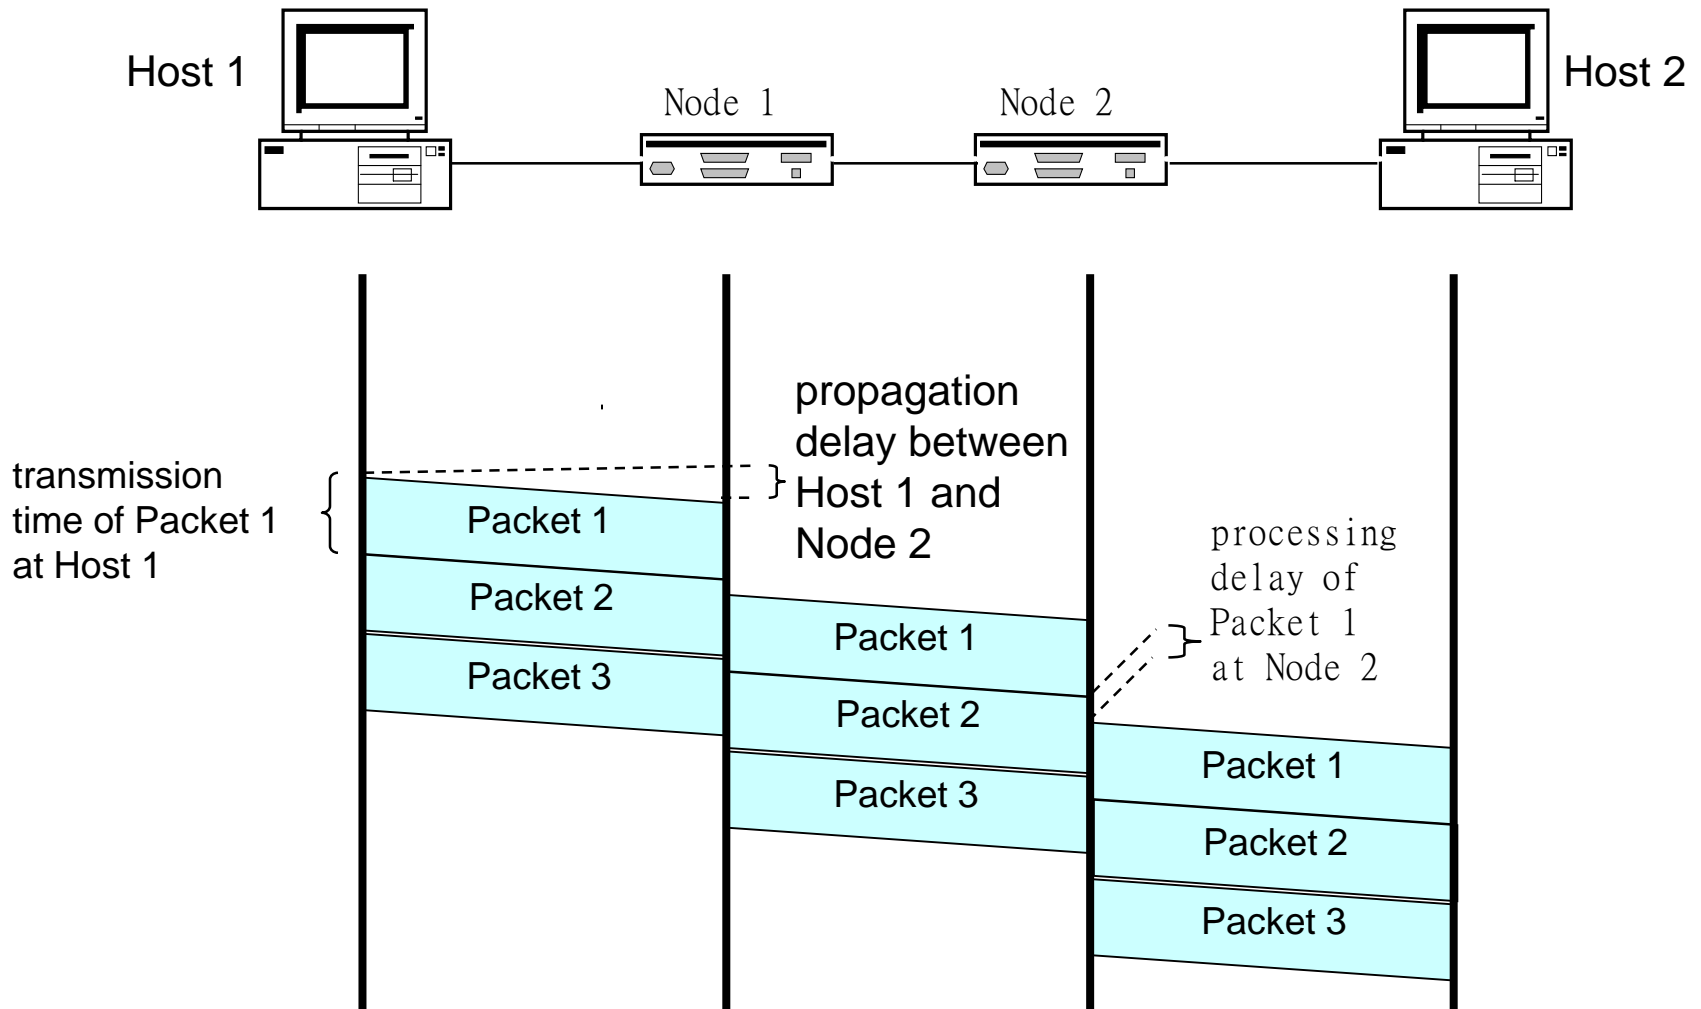 Host 1
Node 1
Node 2
Host 2
transmission
time of Packet 1
at Host 1
propagation
delay between
Host 1 and
Node 2
processing
delay of
Packet 1
at Node 2
Packet 1
Packet 2
Packet 3
Packet 1
Packet 2
Packet 3
Packet 1
Packet 2
Packet 3